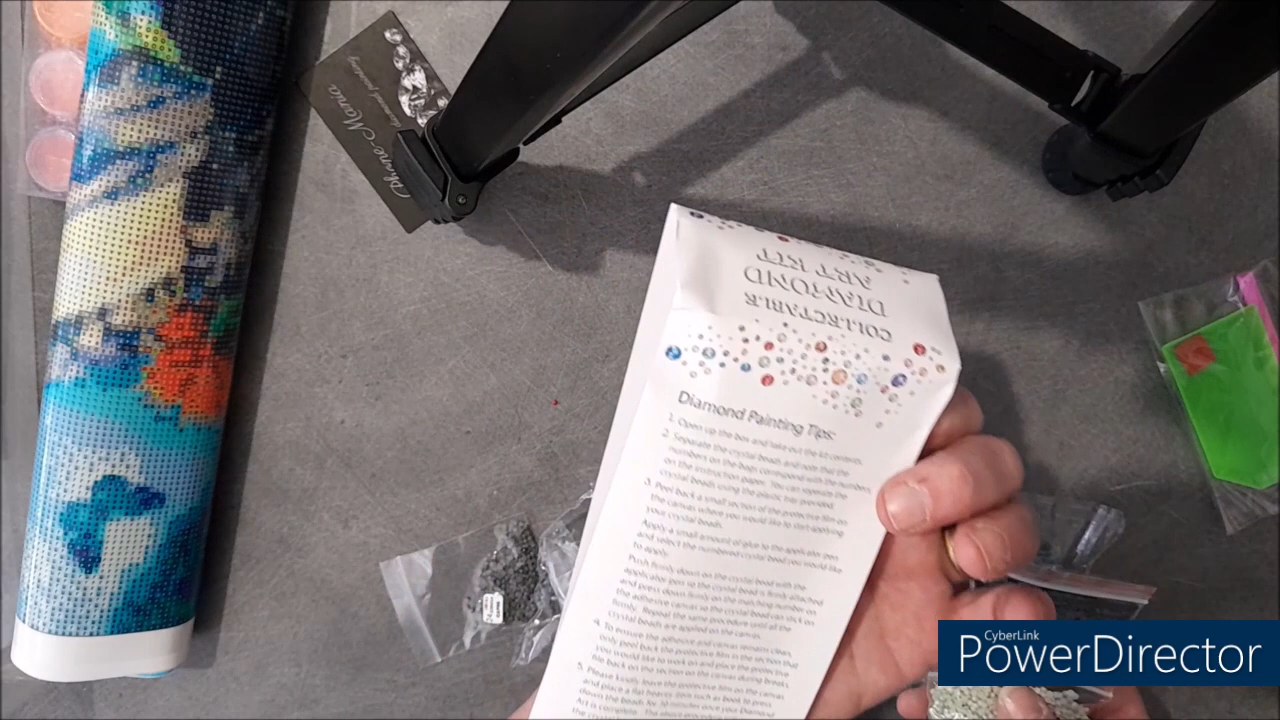 Phane-Mania
diamond painting
COLLECTABLE
DIAMOND
ART KIT
Diamond Painting Tips:
1. Open up the box and take out the kit contents.
2. Separate the crystal beads and note that the
numbers on the bags correspond with the numbers
on the instruction paper. You can separate the
crystal beads using the plastic tray provided.
3. Peel back a small section of the protective film on
the canvas where you would like to start applying
your crystal beads.
Apply a small amount of glue to the applicator pen
and select the numbered crystal bead you would like
to apply.
Push firmly down on the crystal bead with the
applicator pen so the crystal bead is firmly attached
and press down firmly on the matching number on
the adhesive canvas so the crystal bead can stick on
firmly. Repeat the same procedure until all the
crystal beads are applied on the canvas.
4. To ensure the adhesive and canvas remains clean,
only peel back the protective film in the section that
you would like to work on and place the protective
film back on the section on the canvas during breaks.
5. Please kindly leave the protective film on the canvas
and place a flat heavy item such as book to press
down the beads for 30 minutes once your Diamond
Art is complete. The above procedure
CyberLink
PowerDirector